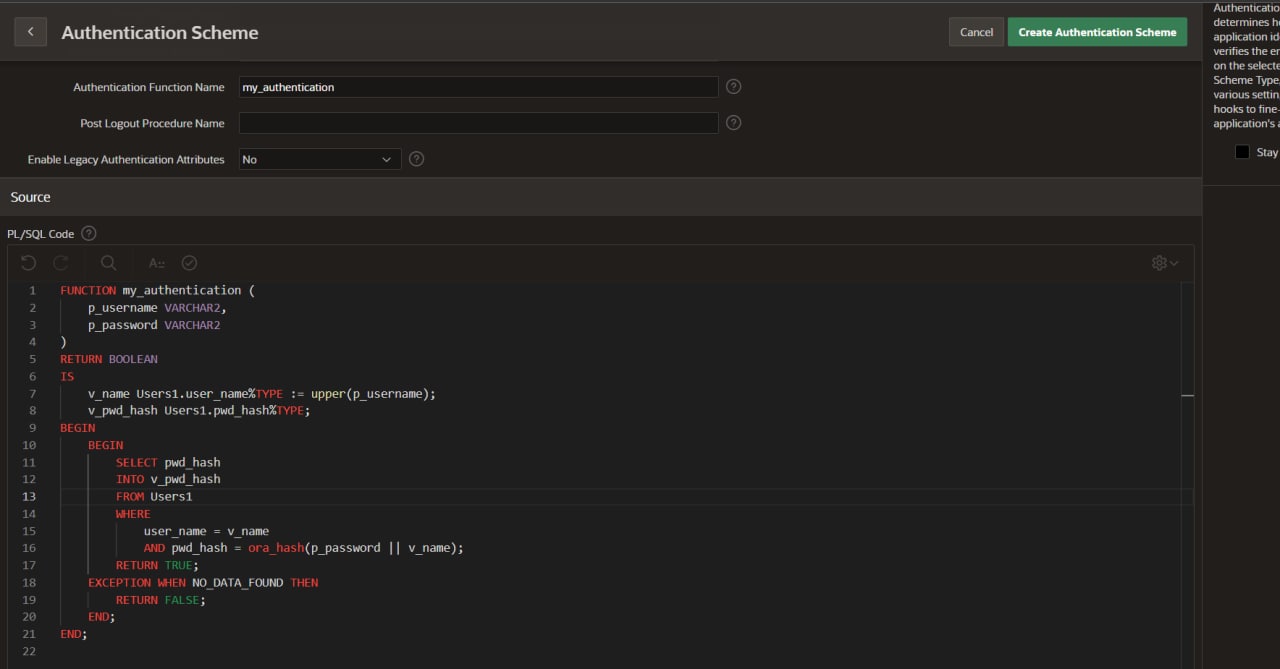 Authentication Scheme
Cancel
Create Authentication Scheme
Authentication Function Name
my_authentication
Post Logout Procedure Name
Enable Legacy Authentication Attributes
No
Source
PL/SQL Code
1 FUNCTION my_authentication (
2 p_username VARCHAR2,
3 p_password VARCHAR2
4 )
5 RETURN BOOLEAN
6 IS
7 v_name Users1.user_name%TYPE := upper(p_username);
8 v_pwd_hash Users1.pwd_hash%TYPE;
9 BEGIN
10 BEGIN
11 SELECT pwd_hash
12 INTO v_pwd_hash
13 FROM Users1
14 WHERE
15 user_name = v_name
16 AND pwd_hash = ora_hash(p_password || v_name);
17 RETURN TRUE;
18 EXCEPTION WHEN NO_DATA_FOUND THEN
19 RETURN FALSE;
20 END;
21 END;
22
Authenticatio
determines h
application id
verifies the e
on the selecte
Scheme Type,
various settin
hooks to fine-
application's a
Stay